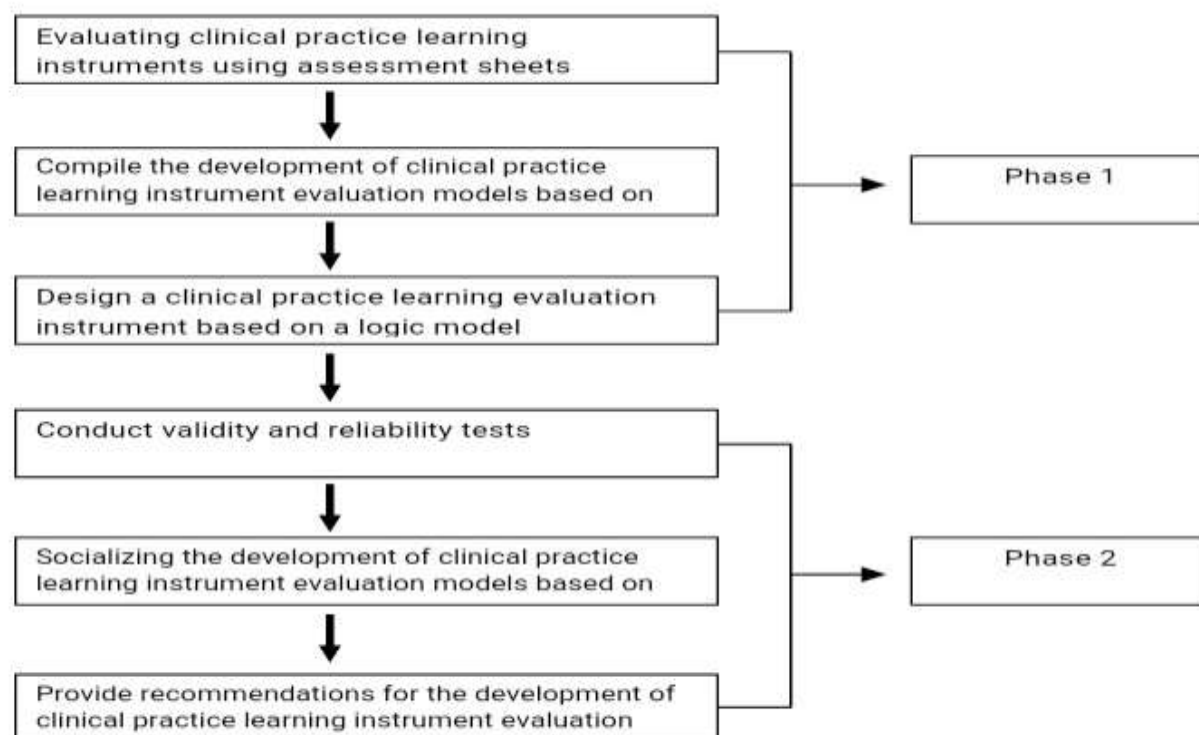 Evaluating clinical practice learning
instruments using assessment sheets
Compile the development of clinical practice
learning instrument evaluation models based on
Phase 1
Design a clinical practice learning evaluation
instrument based on a logic model
Conduct validity and reliability tests
Socializing the development of clinical practice
learning instrument evaluation models based on
Phase 2
Provide recommendations for the development of
clinical practice learning instrument evaluation